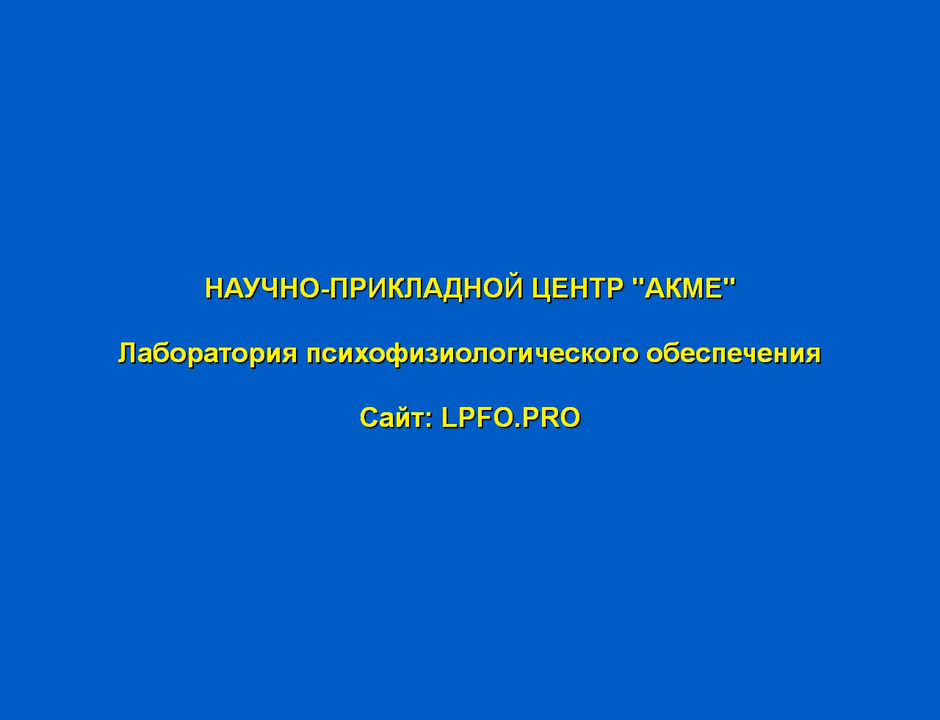 НАУЧНО-ПРИКЛАДНОЙ ЦЕНТР "АКМЕ"
Лаборатория психофизиологического обеспечения
Сайт: LPFO.PRO